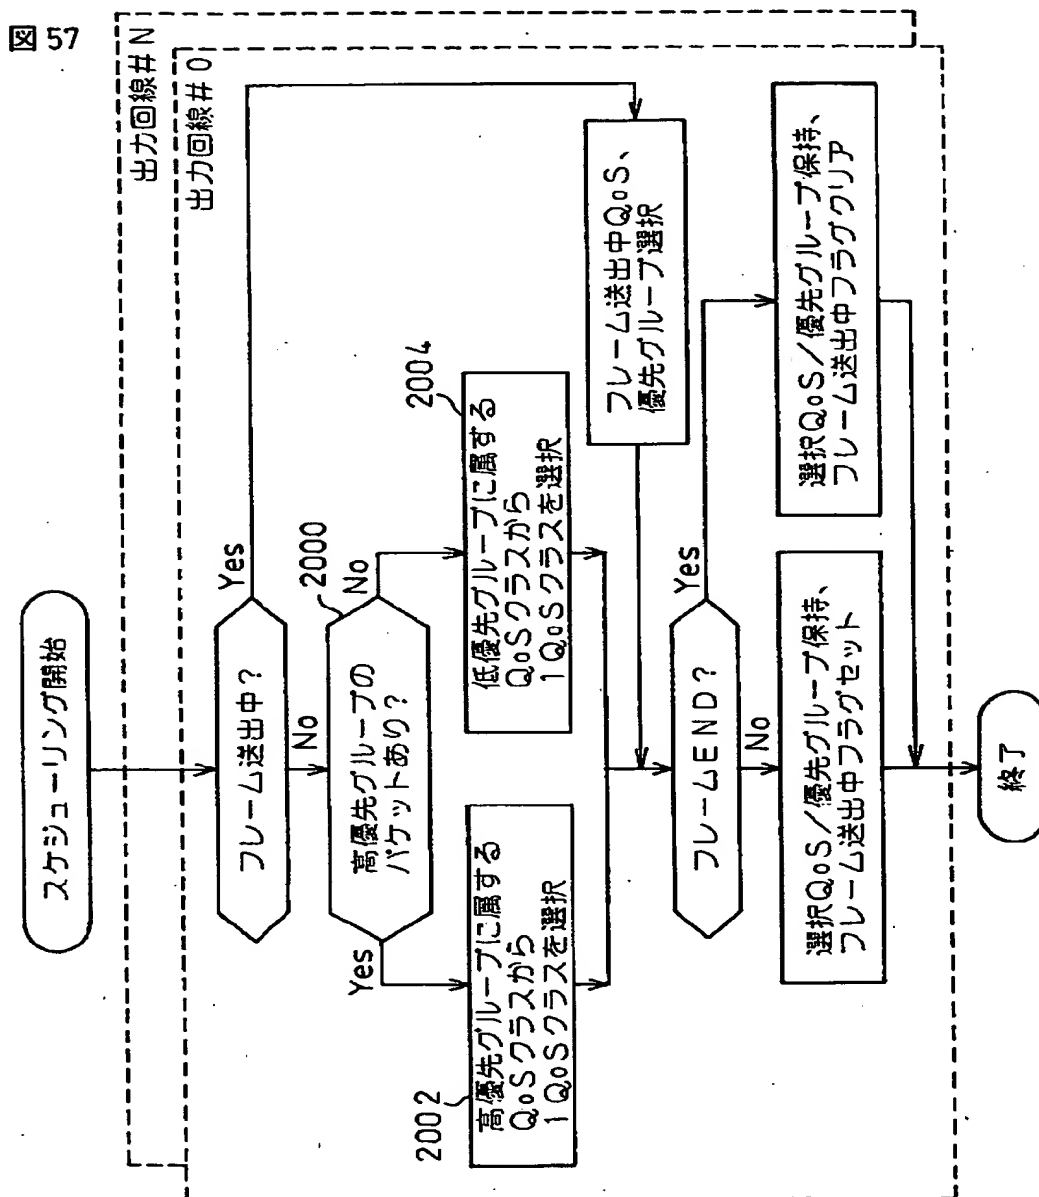 図 57
出力回線＃N
出力回線＃0
スケジューリング開始
フレーム送出中？
Yes
No
2000
高優先グループの
パケットあり？
Yes
No
2002
高優先グループに属する
QoSクラスから
1QoSクラスを選択
2004
低優先グループに属する
QoSクラスから
1QoSクラスを選択
フレーム送出中QoS、
優先グループ選択
フレームEND？
Yes
No
選択QoS／優先グループ保持、
フレーム送出中フラグセット
選択QoS／優先グループ保持、
フレーム送出中フラグクリア
終了